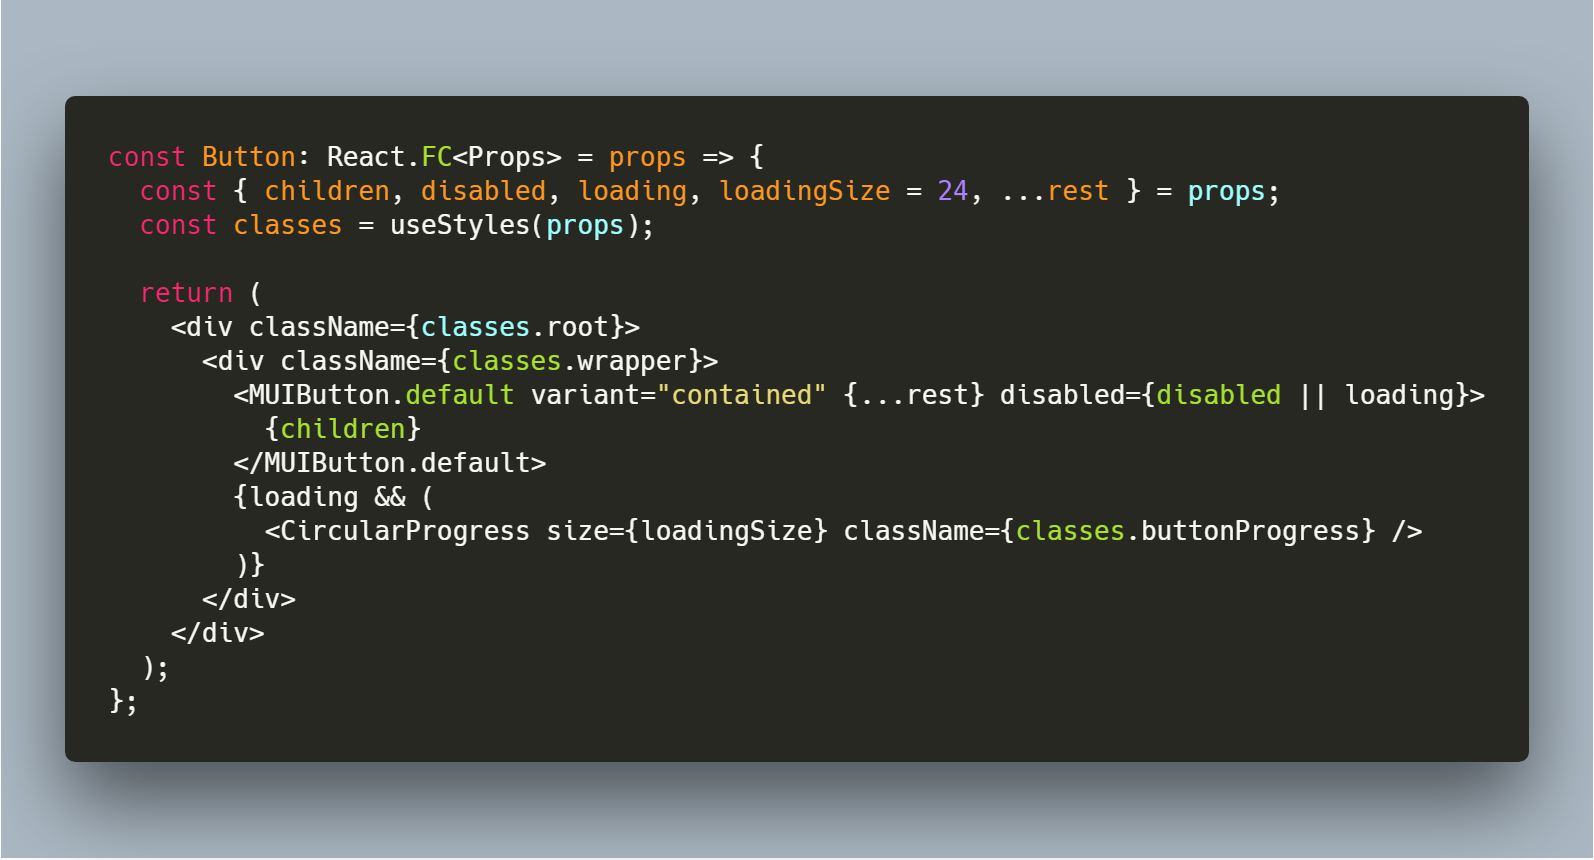 const Button: React.FC<Props> = props => {
  const { children, disabled, loading, loadingSize = 24, ...rest } = props;
  const classes = useStyles(props);

  return (
    <div className={classes.root}>
      <div className={classes.wrapper}>
        <MUIButton.default variant="contained" {...rest} disabled={disabled || loading}>
          {children}
        </MUIButton.default>
        {loading && (
          <CircularProgress size={loadingSize} className={classes.buttonProgress} />
        )}
      </div>
    </div>
  );
};